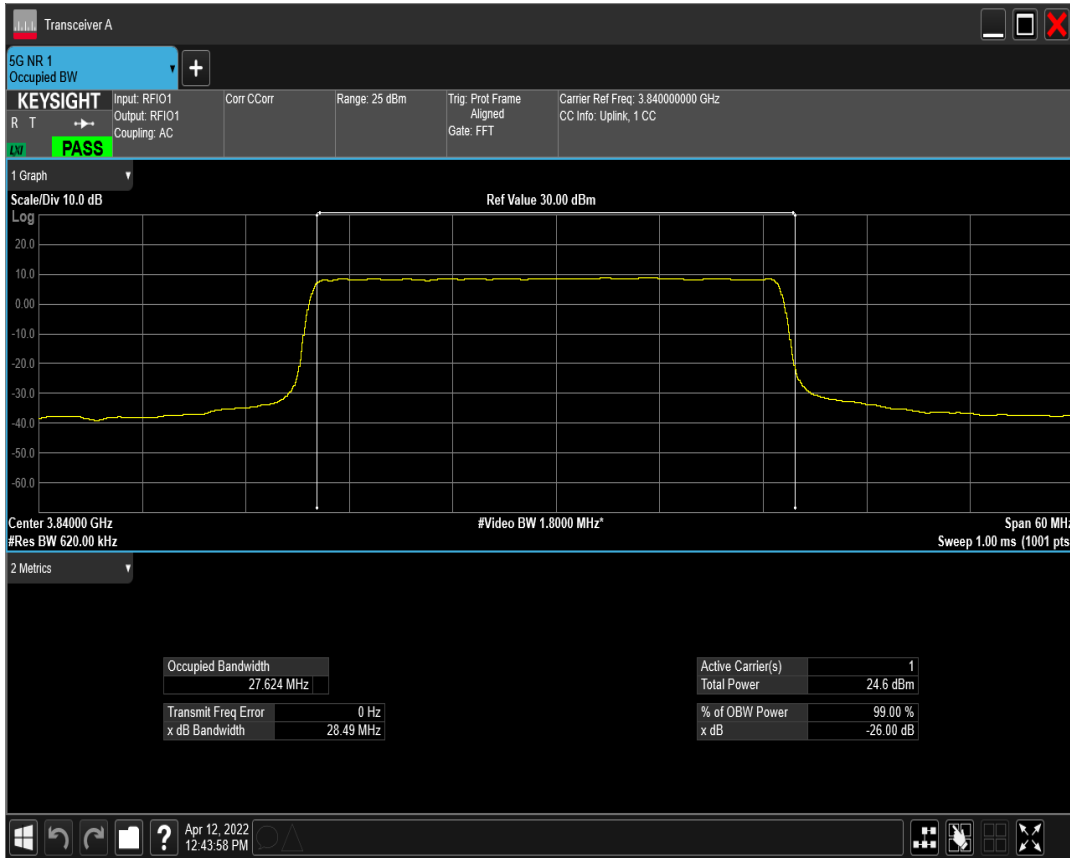 Transceiver A
5G NR 1
Occupied BW
KEYSIGHT
R T
LXI
PASS
Input: RFIO1
Output: RFIO1
Coupling: AC
Corr CCorr
Range: 25 dBm
Trig: Prot Frame
Aligned
Gate: FFT
Carrier Ref Freq: 3.840000000 GHz
CC Info: Uplink, 1 CC
1 Graph
Scale/Div 10.0 dB
Ref Value 30.00 dBm
Log
20.0
10.0
0.00
-10.0
-20.0
-30.0
-40.0
-50.0
-60.0
Center 3.84000 GHz
#Video BW 1.8000 MHz*
Span 60 MHz
#Res BW 620.00 kHz
Sweep 1.00 ms (1001 pts
2 Metrics
Occupied Bandwidth
27.624 MHz
Transmit Freq Error 0 Hz
x dB Bandwidth 28.49 MHz
Active Carrier(s) 1
Total Power 24.6 dBm
% of OBW Power 99.00 %
x dB -26.00 dB
?
Apr 12, 2022
12:43:58 PM